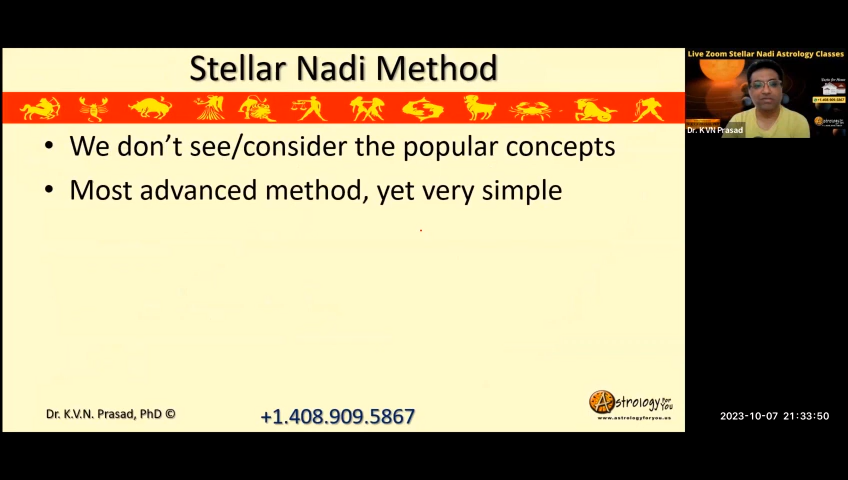 Stellar Nadi Method
• We don't see/consider the popular concepts
• Most advanced method, yet very simple
Dr. K.V.N. Prasad, PhD ©
+1.408.909.5867
Astrology For You
www.astrologyforyou.us
Live Zoom Stellar Nadi Astrology Classes
Dr. K VN Prasad
2023-10-07 21:33:50